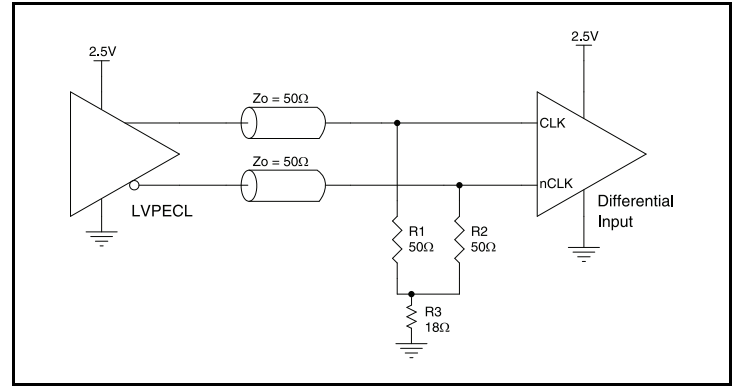 2.5V
2.5V
Zo = 50Ω
CLK
Zo = 50Ω
nCLK
LVPECL
Differential
Input
R1
50Ω
R2
50Ω
R3
18Ω